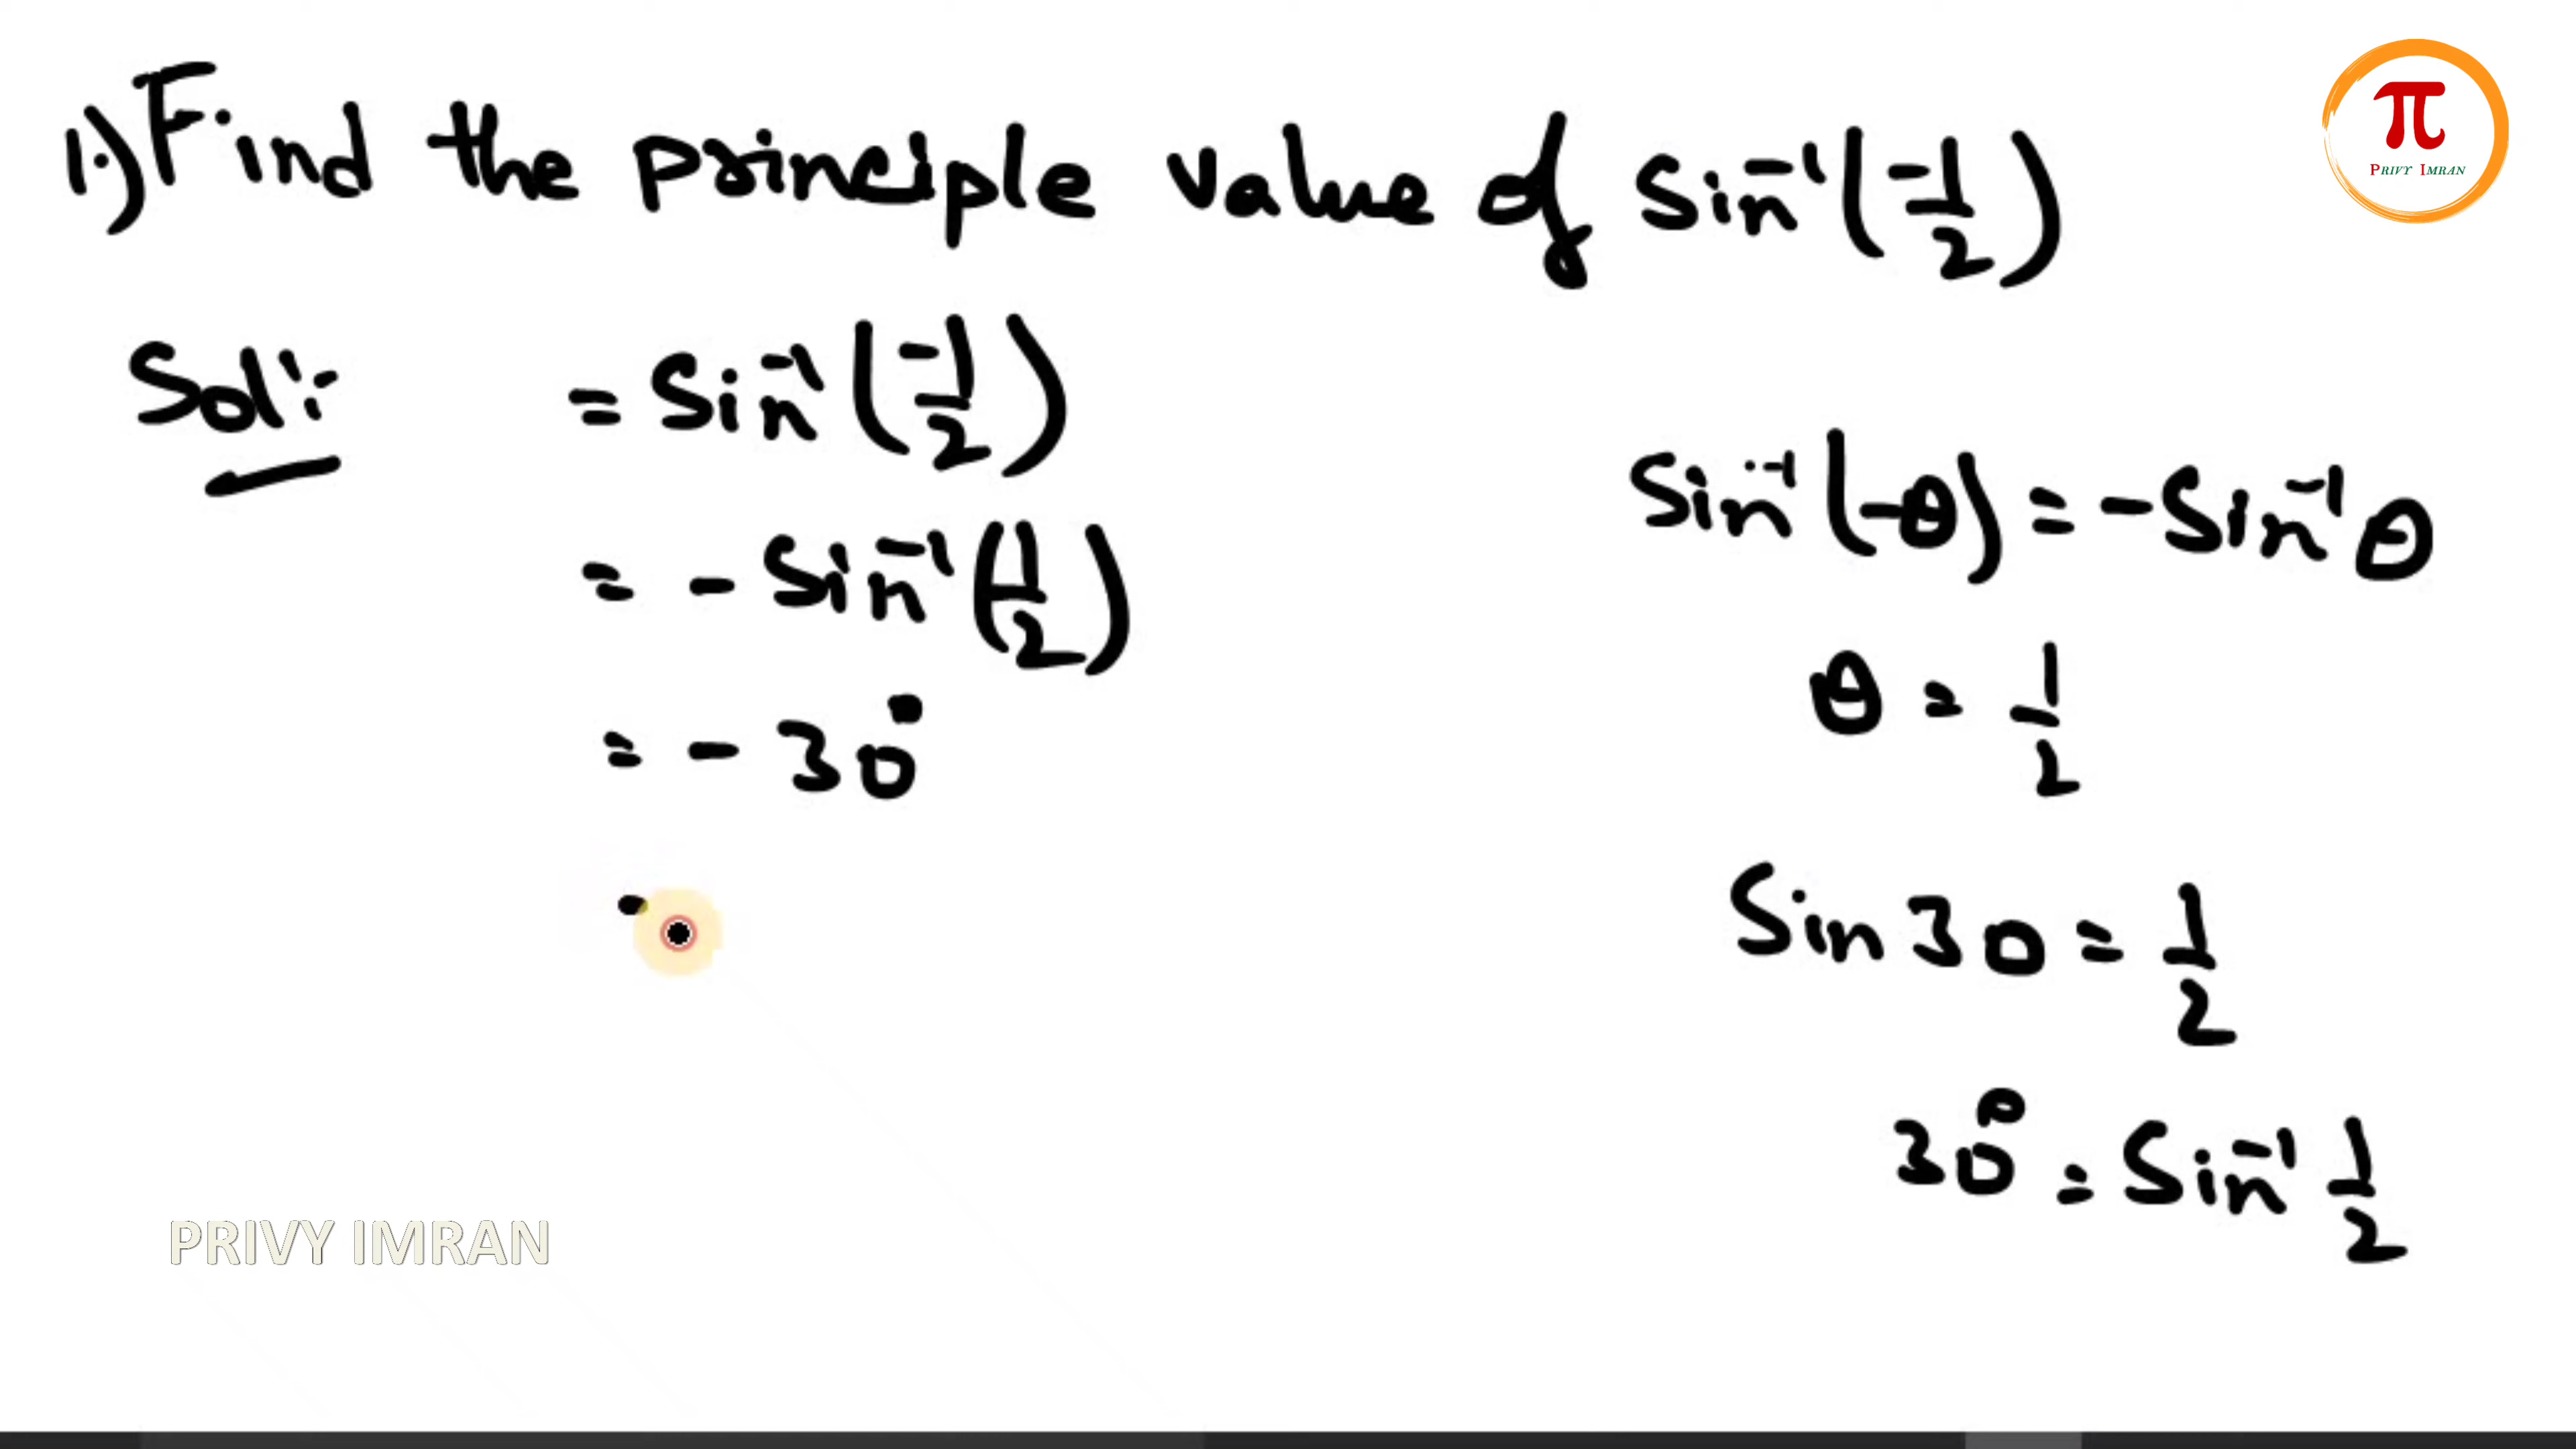 1.) Find the principle value of Sin⁻¹(-1/2)
π
PRIVY IMRAN
Sol:-
= Sin⁻¹(-1/2)
= - Sin⁻¹(1/2)
= - 30°
-
Sin⁻¹(-θ) = -Sin⁻¹θ
θ = 1/2
Sin 30 = 1/2
30° = Sin⁻¹ 1/2
PRIVY IMRAN